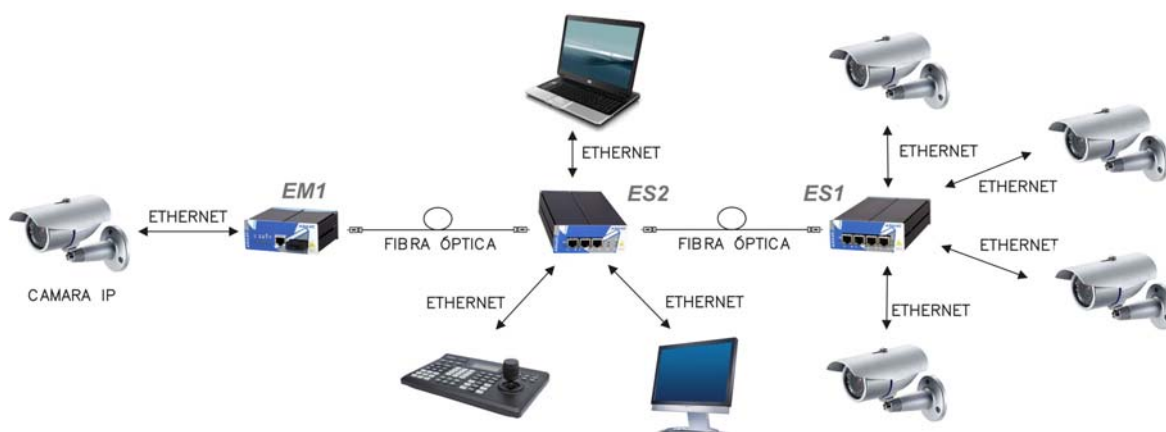 ETHERNET
ETHERNET
ES2
ES1
ETHERNET
EM1
ETHERNET
FIBRA ÓPTICA
FIBRA ÓPTICA
ETHERNET
CAMARA IP
ETHERNET
ETHERNET
ETHERNET